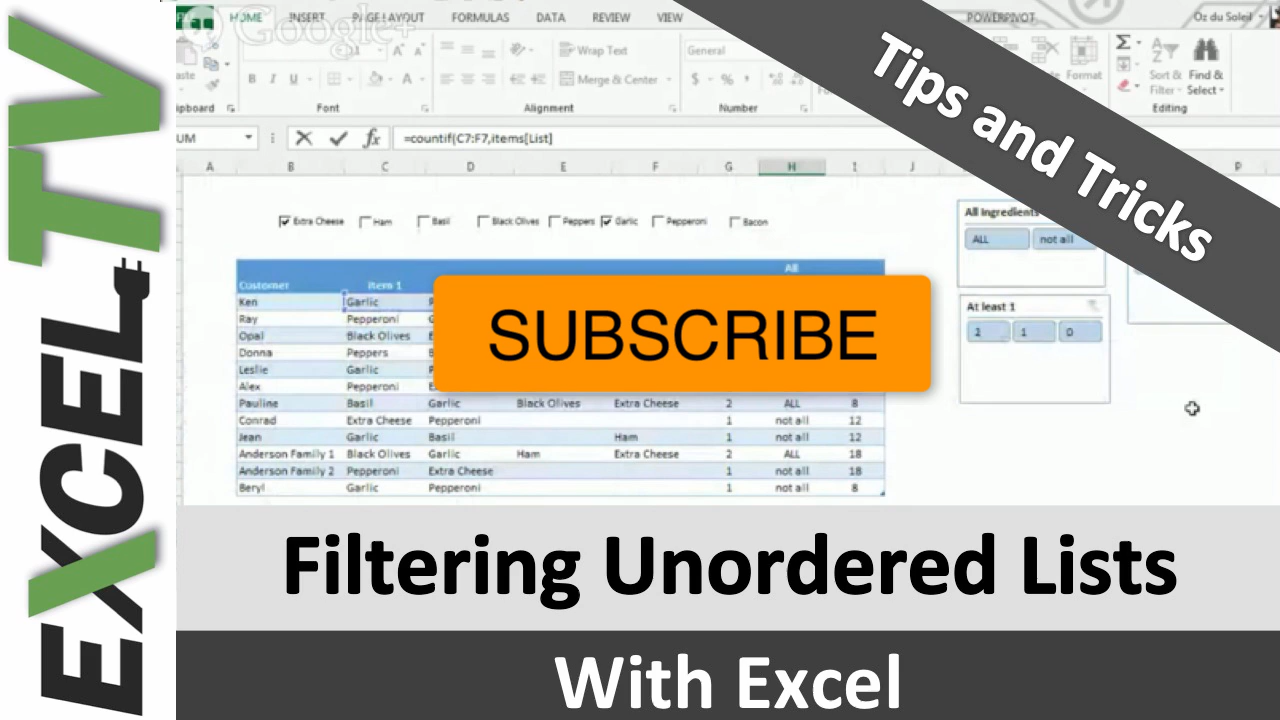 EXCEL TV
Google+
HOME INSERT PAGE LAYOUT FORMULAS DATA REVIEW VIEW POWERPIVOT Oz du Soleil
Wrap Text General
B I U Merge & Center $ % Format Sort & Find &
Filter Select
Font Alignment Number Editing
=countif(C7:F7,items[List]
A B C D E F G H I J P
Extra Cheese Ham Basil Black Olives Peppers Garlic Pepperoni Bacon
All Ingredients
ALL not all
At least 1
2 1 0
All
Customer Item 1
Ken Garlic
Ray Pepperoni
Opal Black Olives
Donna Peppers
Leslie Garlic
Alex Pepperoni
Pauline Basil Garlic Black Olives Extra Cheese 2 ALL 8
Conrad Extra Cheese Pepperoni 1 not all 12
Jean Garlic Basil Ham 1 not all 12
Anderson Family 1 Black Olives Garlic Ham Extra Cheese 2 ALL 18
Anderson Family 2 Pepperoni Extra Cheese 1 not all 18
Beryl Garlic Pepperoni 1 not all 8
SUBSCRIBE
Tips and Tricks
Filtering Unordered Lists
With Excel